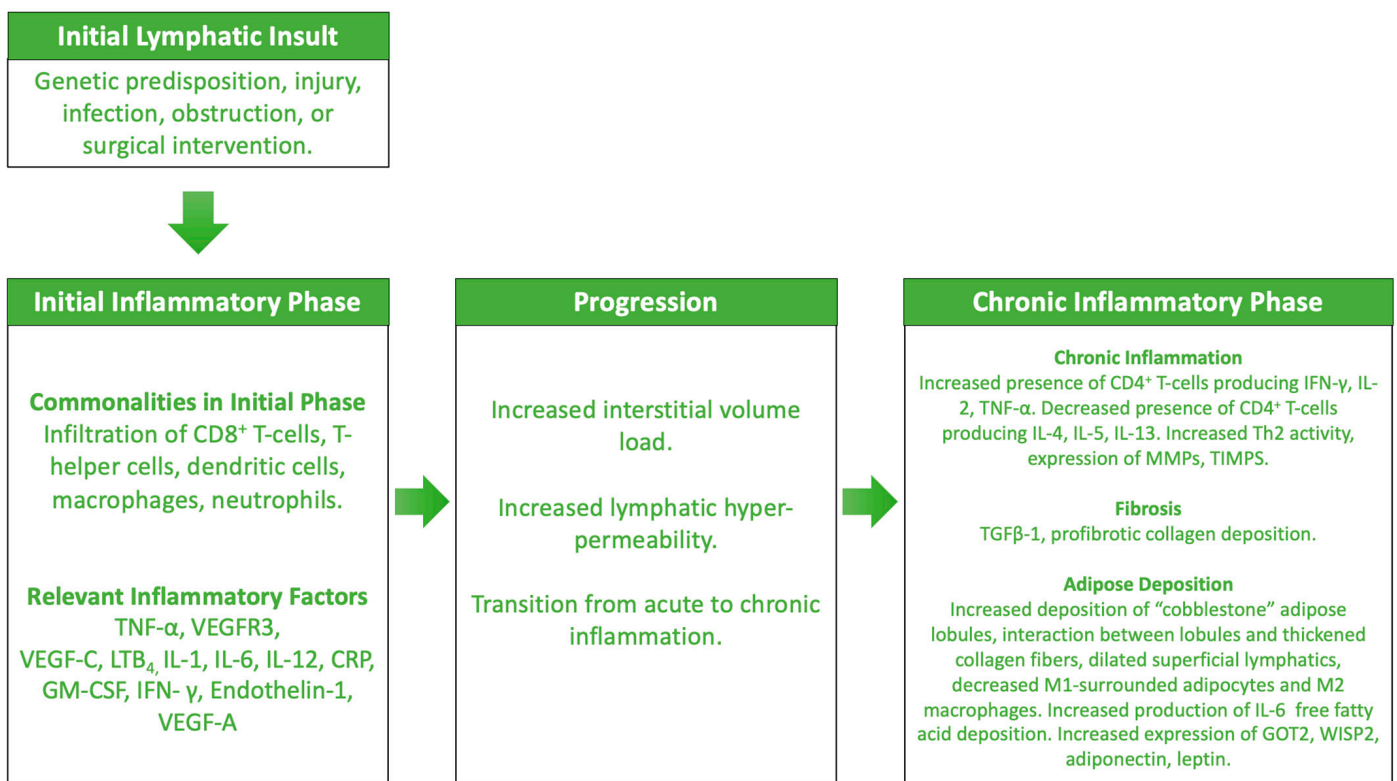 Initial Lymphatic Insult
Genetic predisposition, injury,
infection, obstruction, or
surgical intervention.
Initial Inflammatory Phase
Commonalities in Initial Phase
Infiltration of CD8⁺ T-cells, T-
helper cells, dendritic cells,
macrophages, neutrophils.
Relevant Inflammatory Factors
TNF-α, VEGFR3,
VEGF-C, LTB₄, IL-1, IL-6, IL-12, CRP,
GM-CSF, IFN- γ, Endothelin-1,
VEGF-A
Progression
Increased interstitial volume
load.
Increased lymphatic hyper-
permeability.
Transition from acute to chronic
inflammation.
Chronic Inflammatory Phase
Chronic Inflammation
Increased presence of CD4⁺ T-cells producing IFN-γ, IL-
2, TNF-α. Decreased presence of CD4⁺ T-cells
producing IL-4, IL-5, IL-13. Increased Th2 activity,
expression of MMPs, TIMPS.
Fibrosis
TGFβ-1, profibrotic collagen deposition.
Adipose Deposition
Increased deposition of “cobblestone” adipose
lobules, interaction between lobules and thickened
collagen fibers, dilated superficial lymphatics,
decreased M1-surrounded adipocytes and M2
macrophages. Increased production of IL-6 free fatty
acid deposition. Increased expression of GOT2, WISP2,
adiponectin, leptin.